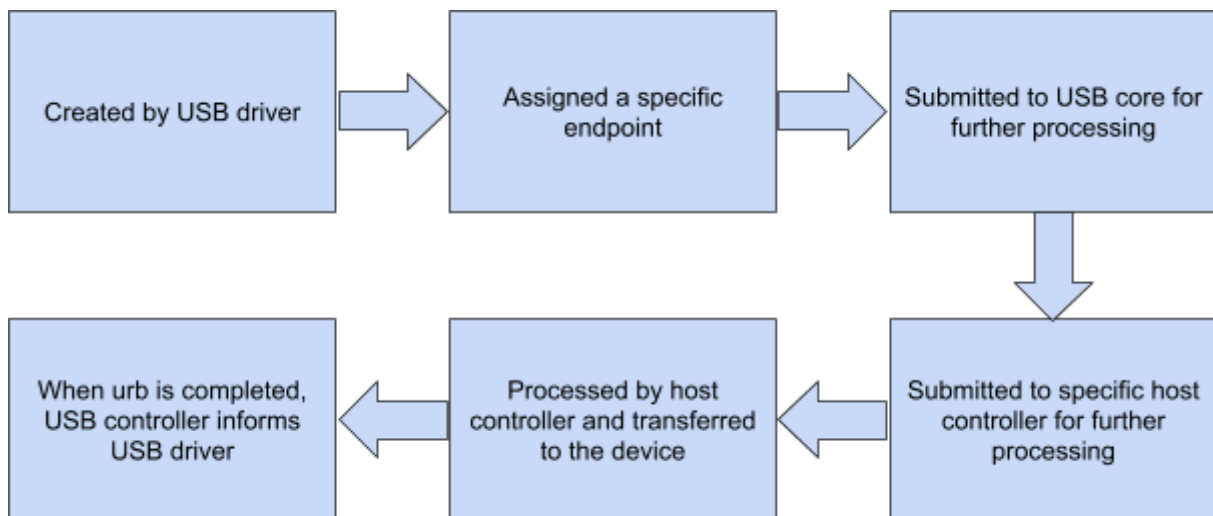 Created by USB driver
Assigned a specific
endpoint
Submitted to USB core for
further processing
Submitted to specific host
controller for further
processing
Processed by host
controller and transferred
to the device
When urb is completed,
USB controller informs
USB driver